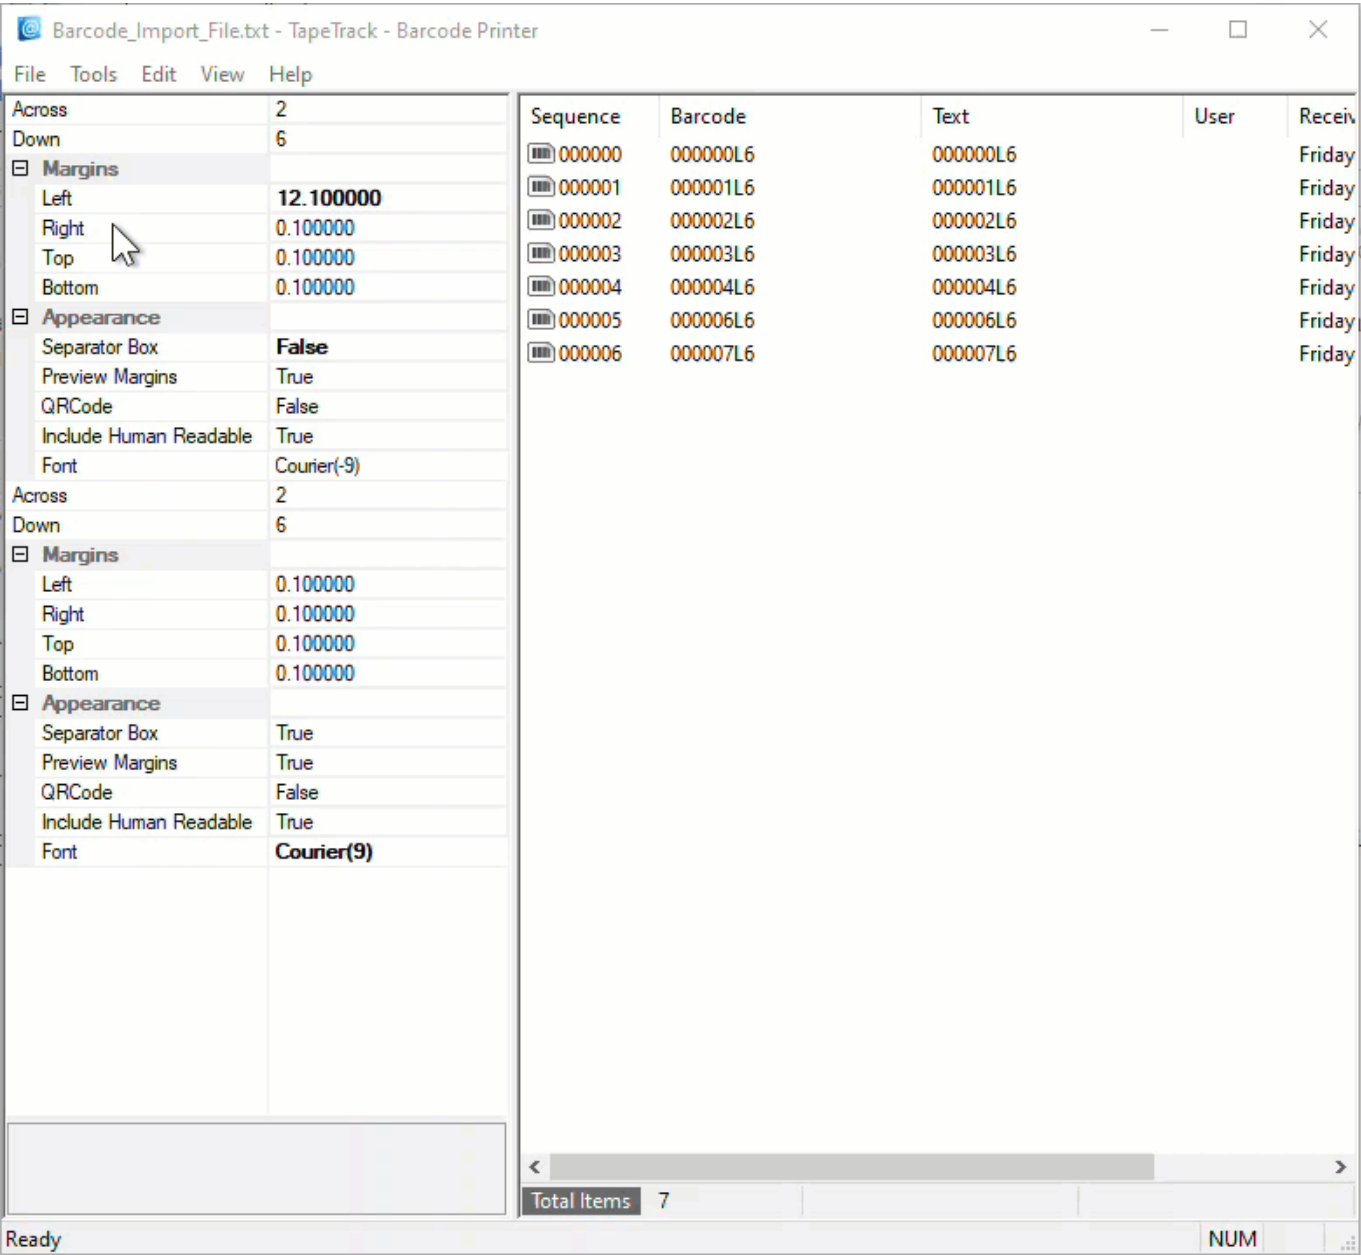 Barcode_Import_File.txt - TapeTrack - Barcode Printer
File Tools Edit View Help
Across 2
Down 6
Margins
Left 12.100000
Right 0.100000
Top 0.100000
Bottom 0.100000
Appearance
Separator Box False
Preview Margins True
QRCode False
Include Human Readable True
Font Courier(-9)
Across 2
Down 6
Margins
Left 0.100000
Right 0.100000
Top 0.100000
Bottom 0.100000
Appearance
Separator Box True
Preview Margins True
QRCode False
Include Human Readable True
Font Courier(9)
Sequence Barcode Text User Receiv
000000 000000L6 000000L6 Friday
000001 000001L6 000001L6 Friday
000002 000002L6 000002L6 Friday
000003 000003L6 000003L6 Friday
000004 000004L6 000004L6 Friday
000005 000006L6 000006L6 Friday
000006 000007L6 000007L6 Friday
Total Items 7
Ready NUM